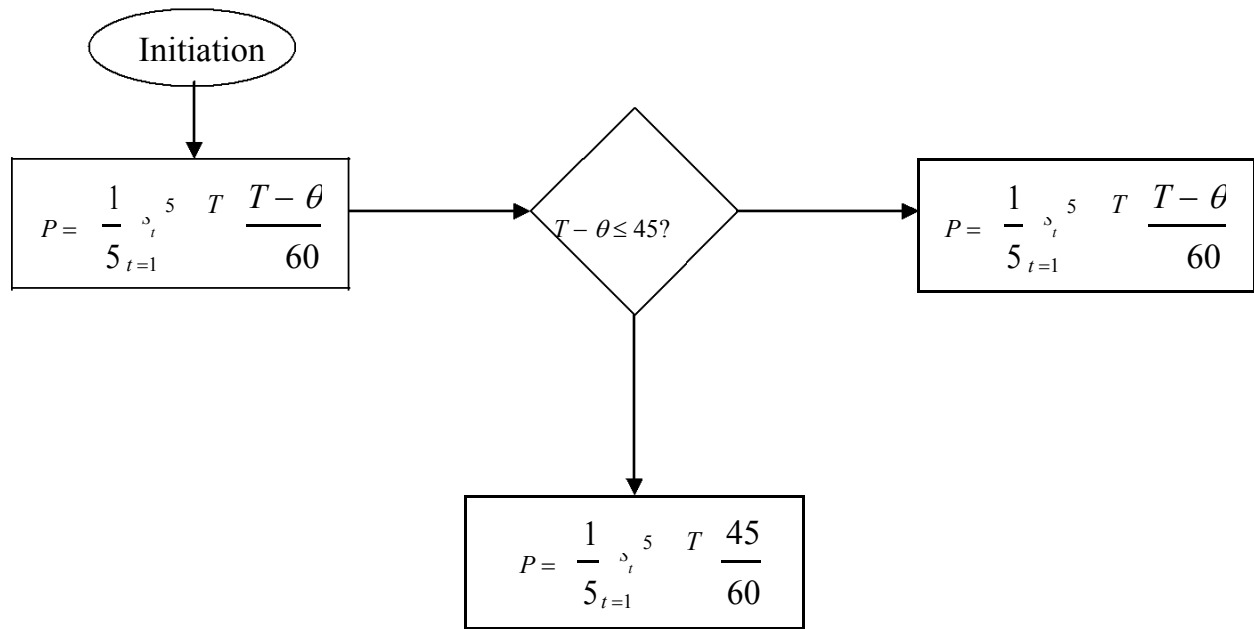 Initiation
P = 1/5 t=1 5 T T − θ/60
T − θ ≤ 45?
P = 1/5 t=1 5 T T − θ/60
P = 1/5 t=1 5 T 45/60